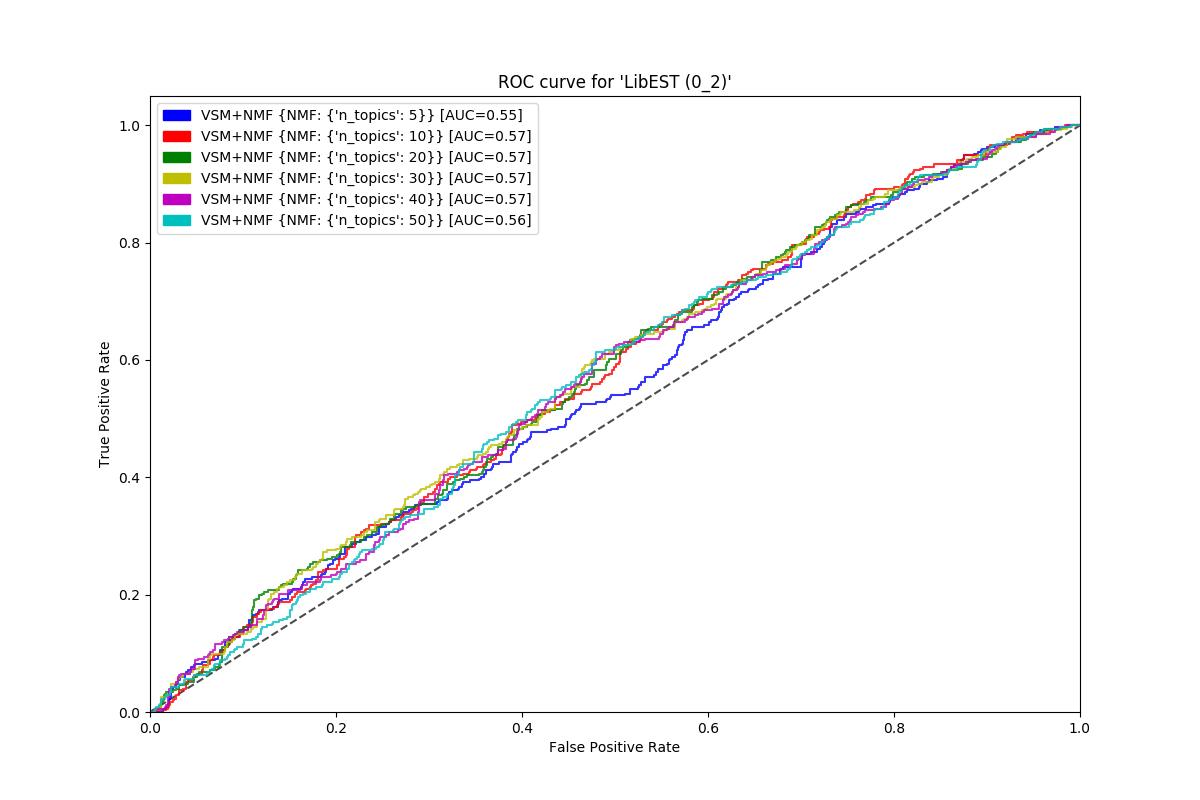 ROC curve for 'LibEST (0_2)'
VSM+NMF {NMF: {'n_topics': 5}} [AUC=0.55]
VSM+NMF {NMF: {'n_topics': 10}} [AUC=0.57]
VSM+NMF {NMF: {'n_topics': 20}} [AUC=0.57]
VSM+NMF {NMF: {'n_topics': 30}} [AUC=0.57]
VSM+NMF {NMF: {'n_topics': 40}} [AUC=0.57]
VSM+NMF {NMF: {'n_topics': 50}} [AUC=0.56]
1.0
0.8
0.6
0.4
0.2
0.0
True Positive Rate
0.0 0.2 0.4 0.6 0.8 1.0
False Positive Rate